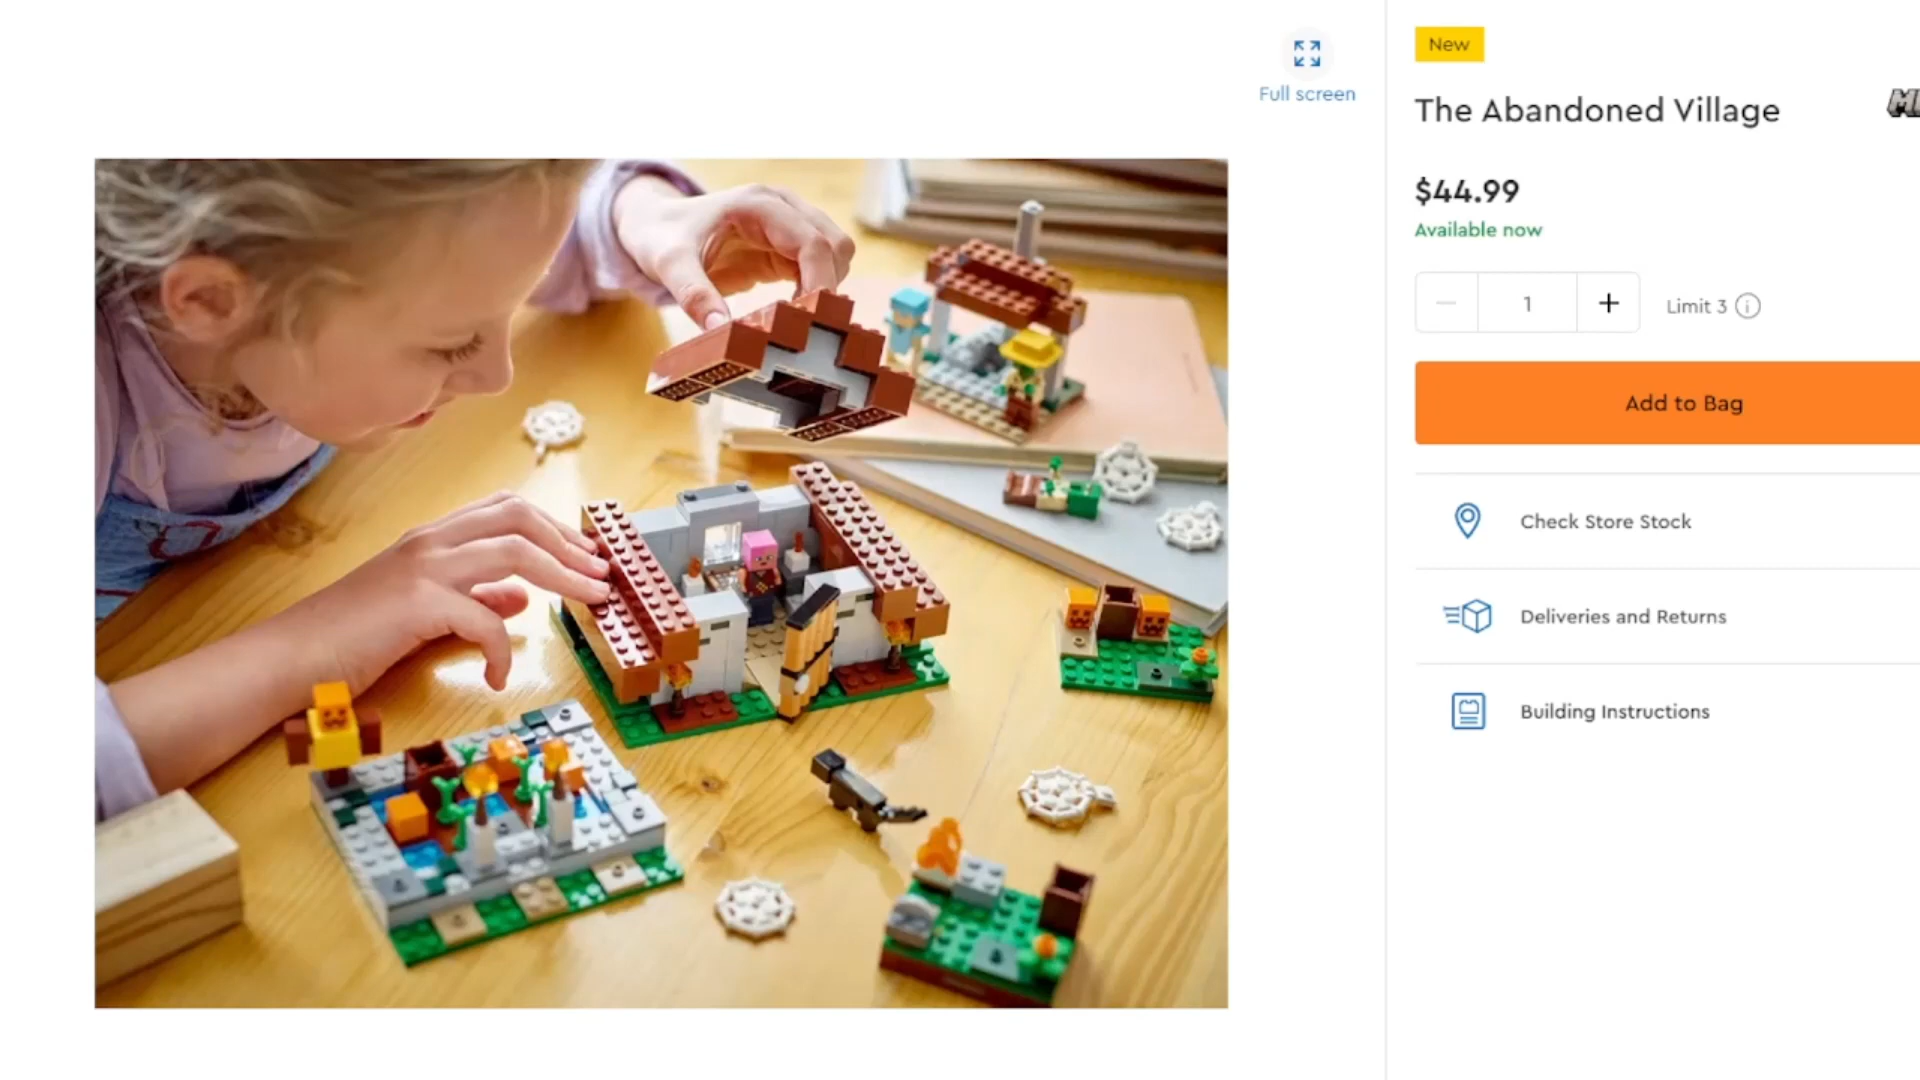 Full screen
New
The Abandoned Village
$44.99
Available now
1
Limit 3
Add to Bag
Check Store Stock
Deliveries and Returns
Building Instructions